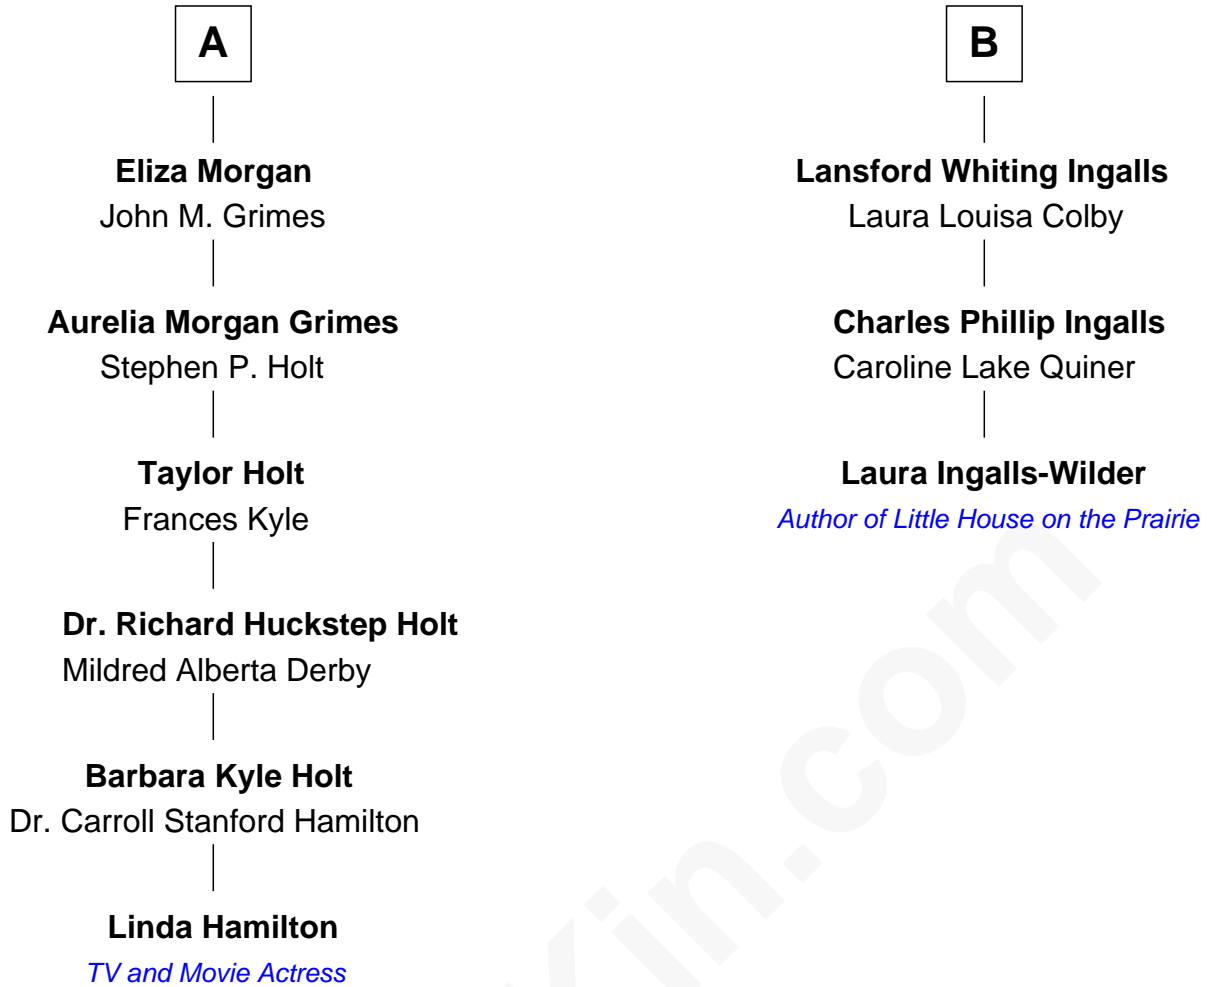 A
Eliza Morgan
John M. Grimes
Aurelia Morgan Grimes
Stephen P. Holt
Taylor Holt
Frances Kyle
Dr. Richard Huckstep Holt
Mildred Alberta Derby
Barbara Kyle Holt
Dr. Carroll Stanford Hamilton
Linda Hamilton
TV and Movie Actress
B
Lansford Whiting Ingalls
Laura Louisa Colby
Charles Phillip Ingalls
Caroline Lake Quiner
Laura Ingalls-Wilder
Author of Little House on the Prairie
Kin.com